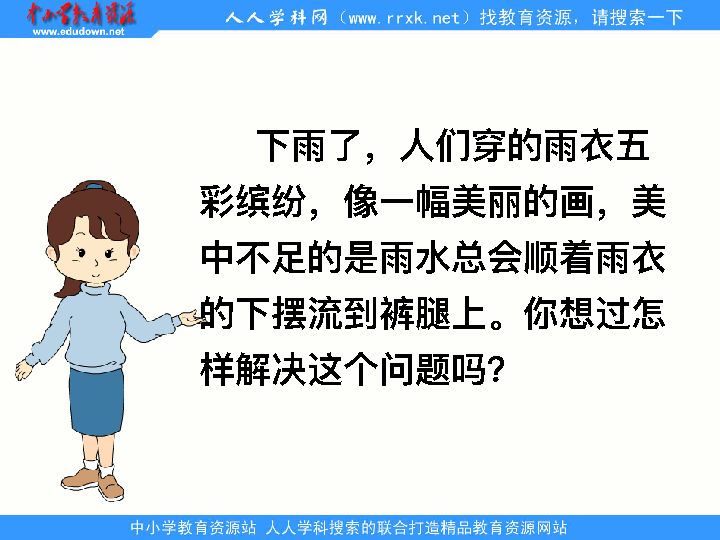 中小学教育资源
www.edudown.net
人人学科网（www.rrxk.net）找教育资源，请搜索一下
下雨了，人们穿的雨衣五
彩缤纷，像一幅美丽的画，美
中不足的是雨水总会顺着雨衣
的下摆流到裤腿上。你想过怎
样解决这个问题吗？
中小学教育资源站 人人学科搜索的联合打造精品教育资源网站